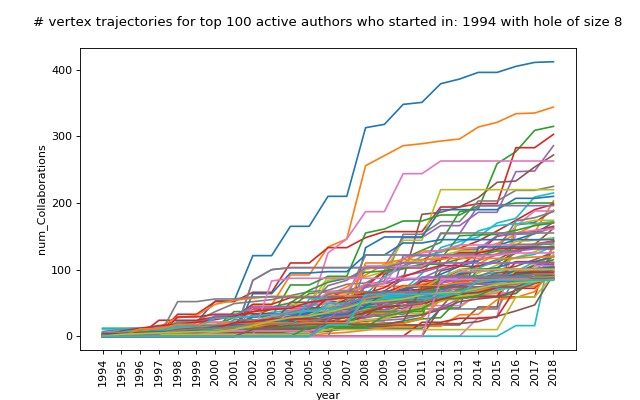 # vertex trajectories for top 100 active authors who started in: 1994 with hole of size 8
400
300
200
100
0
num_Collaborations
1994 1995 1996 1997 1998 1999 2000 2001 2002 2003 2004 2005 2006 2007 2008 2009 2010 2011 2012 2013 2014 2015 2016 2017 2018
year